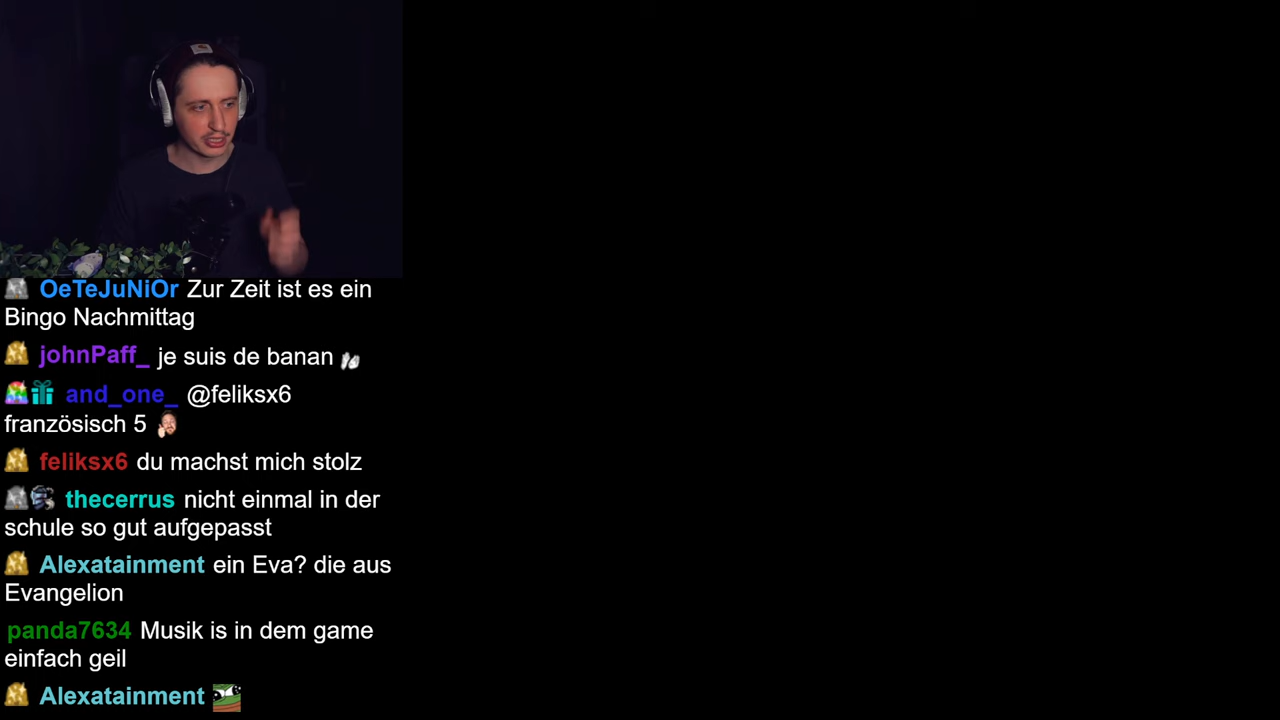 OeTeJuNiOr Zur Zeit ist es ein
Bingo Nachmittag
johnPaff_ je suis de banan
and_one_ @feliksx6
französisch 5
feliksx6 du machst mich stolz
thecerrus nicht einmal in der
schule so gut aufgepasst
Alexatainment ein Eva? die aus
Evangelion
panda7634 Musik is in dem game
einfach geil
Alexatainment